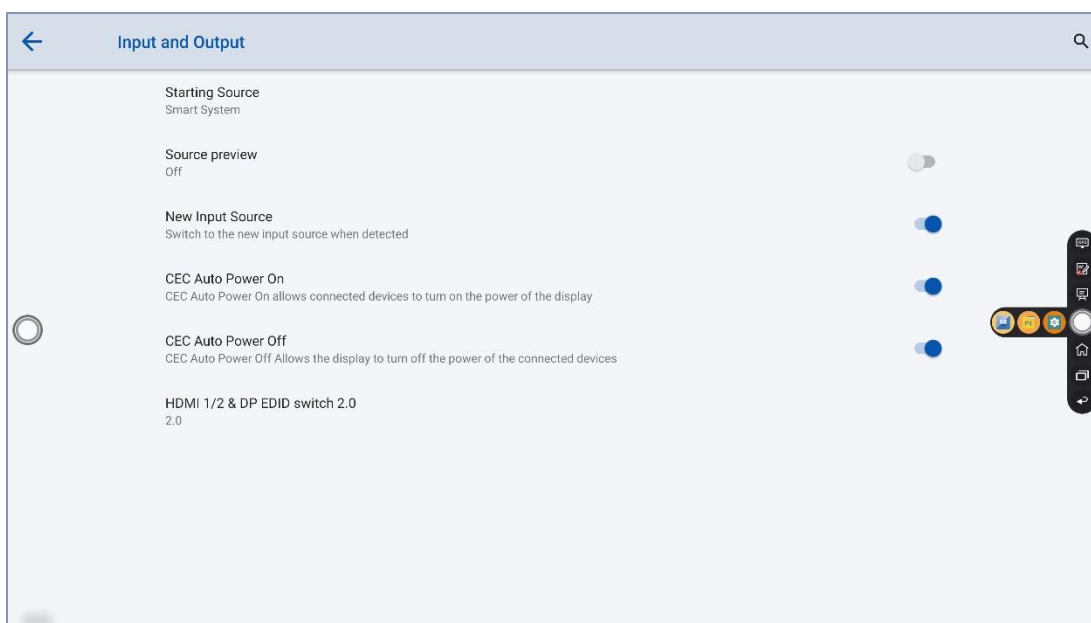 Input and Output
Starting Source
Smart System
Source preview
Off
New Input Source
Switch to the new input source when detected
CEC Auto Power On
CEC Auto Power On allows connected devices to turn on the power of the display
CEC Auto Power Off
CEC Auto Power Off Allows the display to turn off the power of the connected devices
HDMI 1/2 & DP EDID switch 2.0
2.0